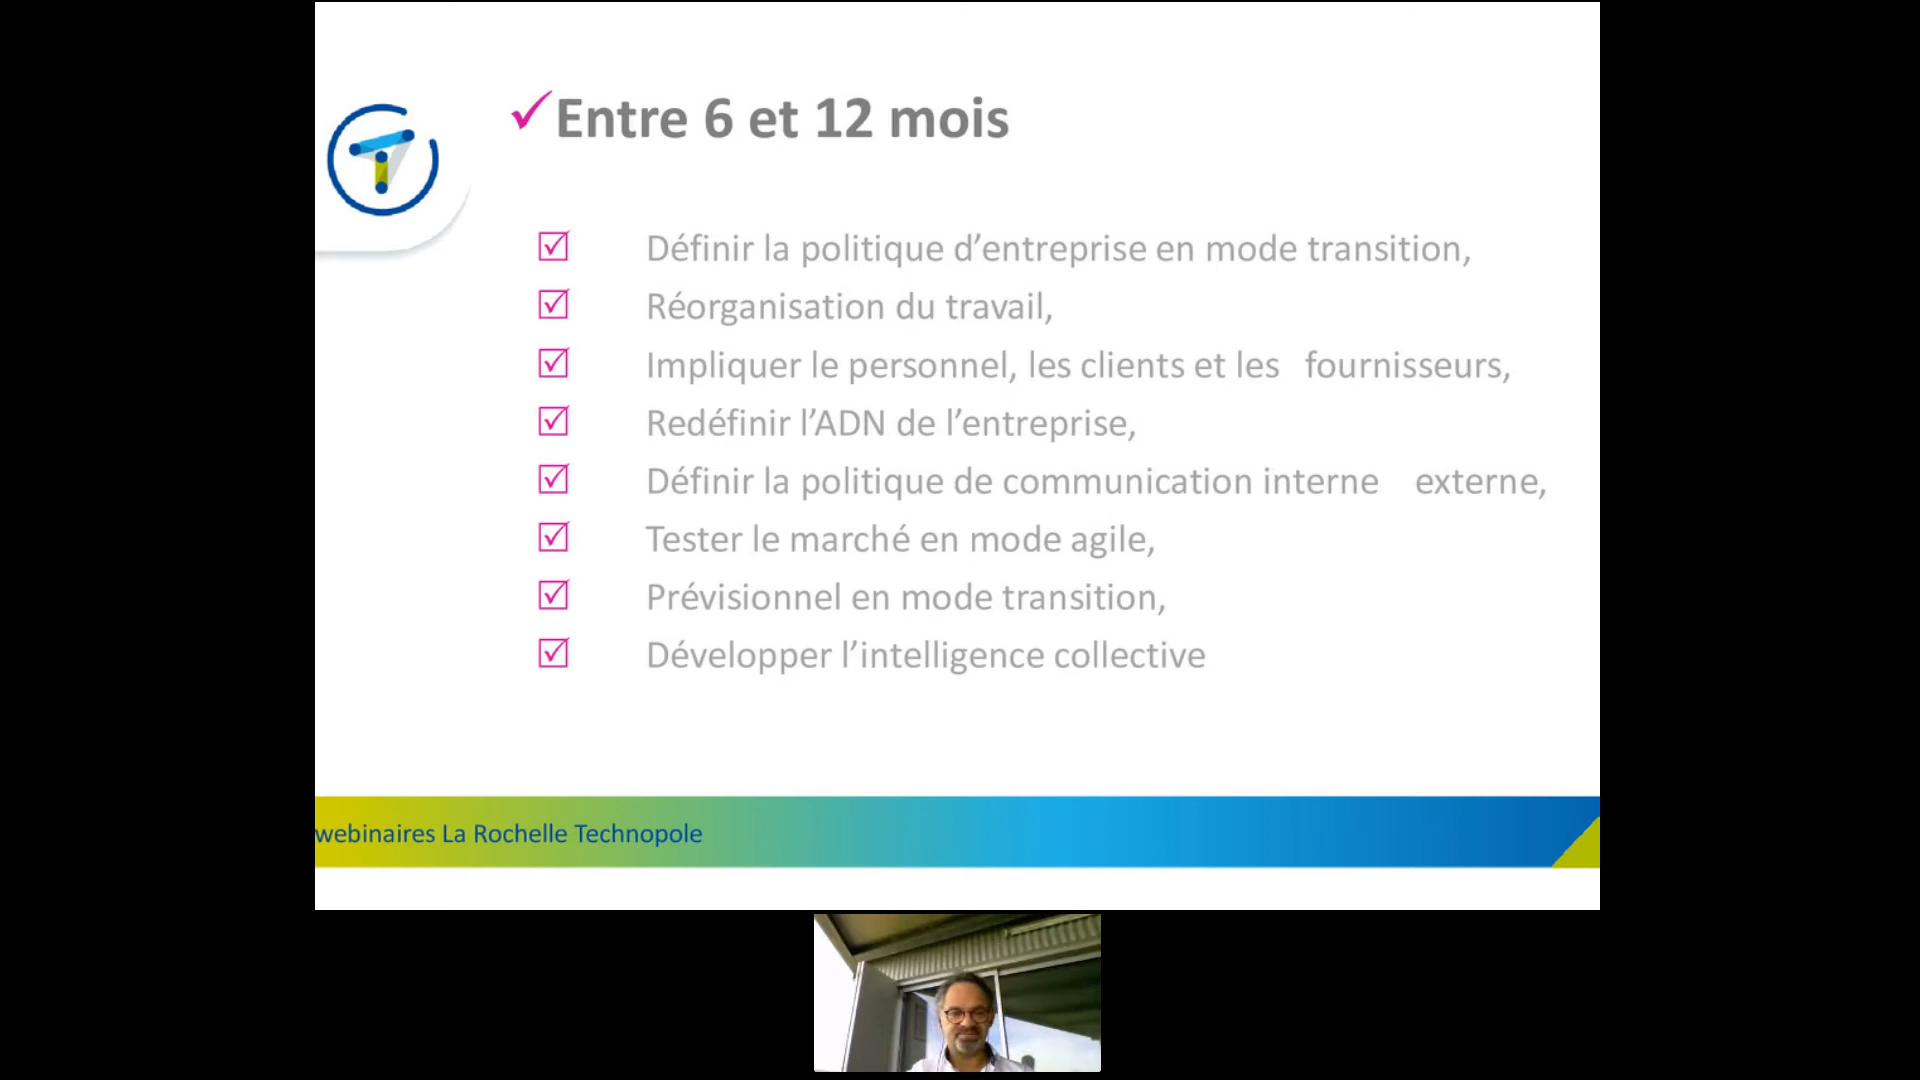 Entre 6 et 12 mois
Définir la politique d’entreprise en mode transition,
Réorganisation du travail,
Impliquer le personnel, les clients et les fournisseurs,
Redéfinir l’ADN de l’entreprise,
Définir la politique de communication interne externe,
Tester le marché en mode agile,
Prévisionnel en mode transition,
Développer l’intelligence collective
webinaires La Rochelle Technopole